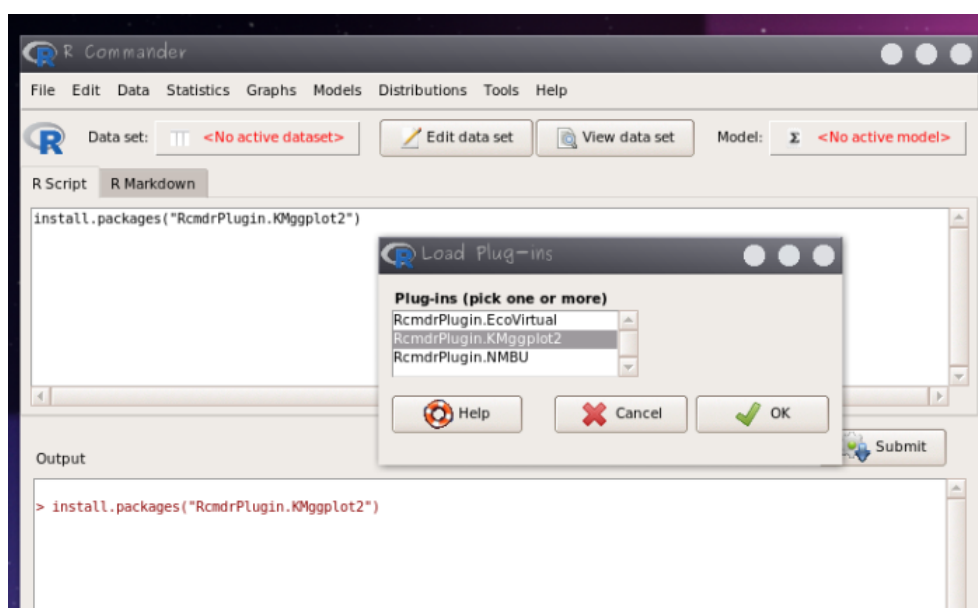 R Commander
File Edit Data Statistics Graphs Models Distributions Tools Help
R Data set: <No active dataset> Edit data set View data set Model: Σ <No active model>
R Script R Markdown
install.packages("RcmdrPlugin.KMggplot2")
Load Plug-ins
Plug-ins (pick one or more)
RcmdrPlugin.EcoVirtual
RcmdrPlugin.KMggplot2
RcmdrPlugin.NMBU
Help Cancel OK
Submit
Output
> install.packages("RcmdrPlugin.KMggplot2")